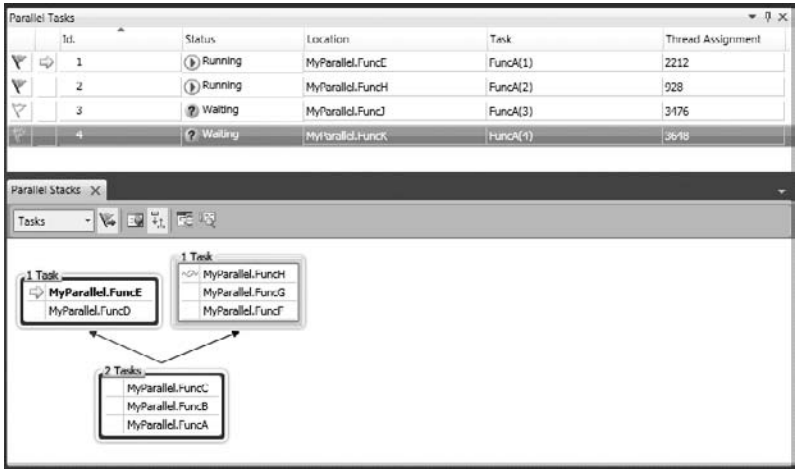 Parallel Tasks
Id. Status Location Task Thread Assignment
1 Running MyParallel.FuncE FuncA(1) 2212
2 Running MyParallel.FuncH FuncA(2) 928
3 Waiting MyParallel.FuncJ FuncA(3) 3476
4 Waiting MyParallel.FuncK FuncA(4) 3648
Parallel Stacks
Tasks
1 Task
MyParallel.FuncH
MyParallel.FuncG
MyParallel.FuncF
1 Task
MyParallel.FuncE
MyParallel.FuncD
2 Tasks
MyParallel.FuncC
MyParallel.FuncB
MyParallel.FuncA